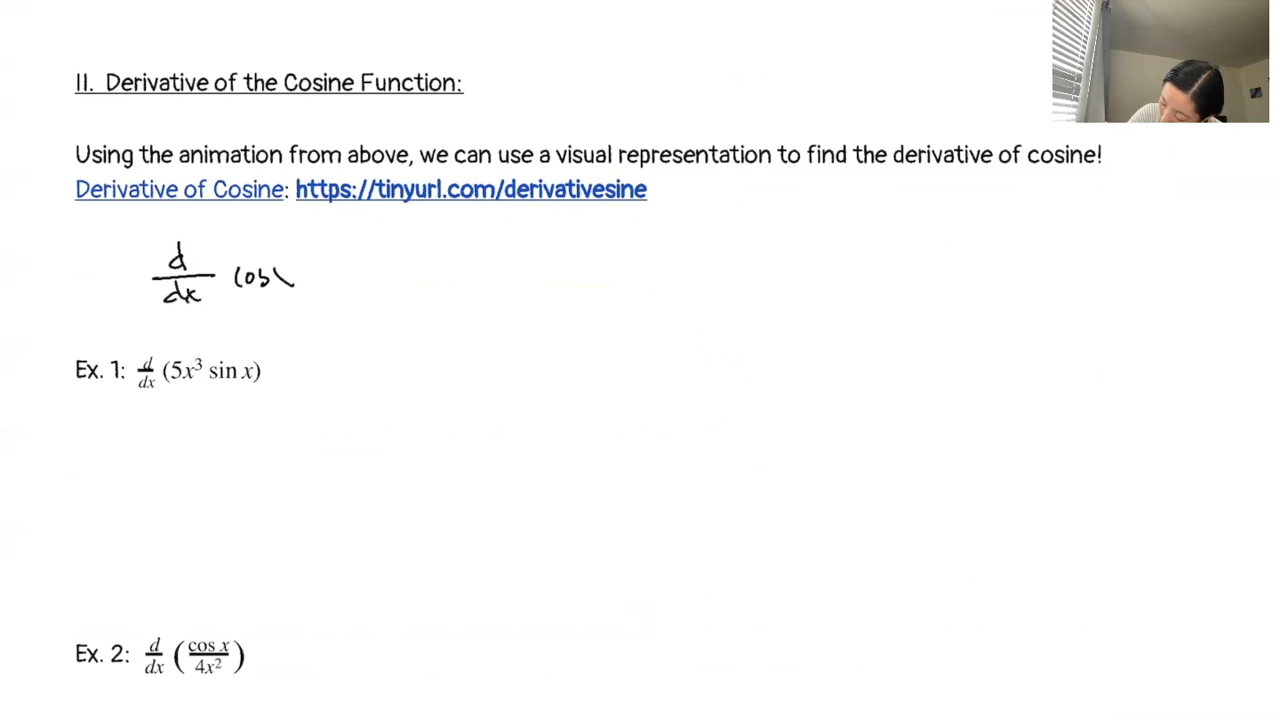 II. Derivative of the Cosine Function:
Using the animation from above, we can use a visual representation to find the derivative of cosine!
Derivative of Cosine: https://tinyurl.com/derivativesine
d/dx cos\
Ex. 1: d/dx (5x³ sin x)
Ex. 2: d/dx (cos x/4x²)